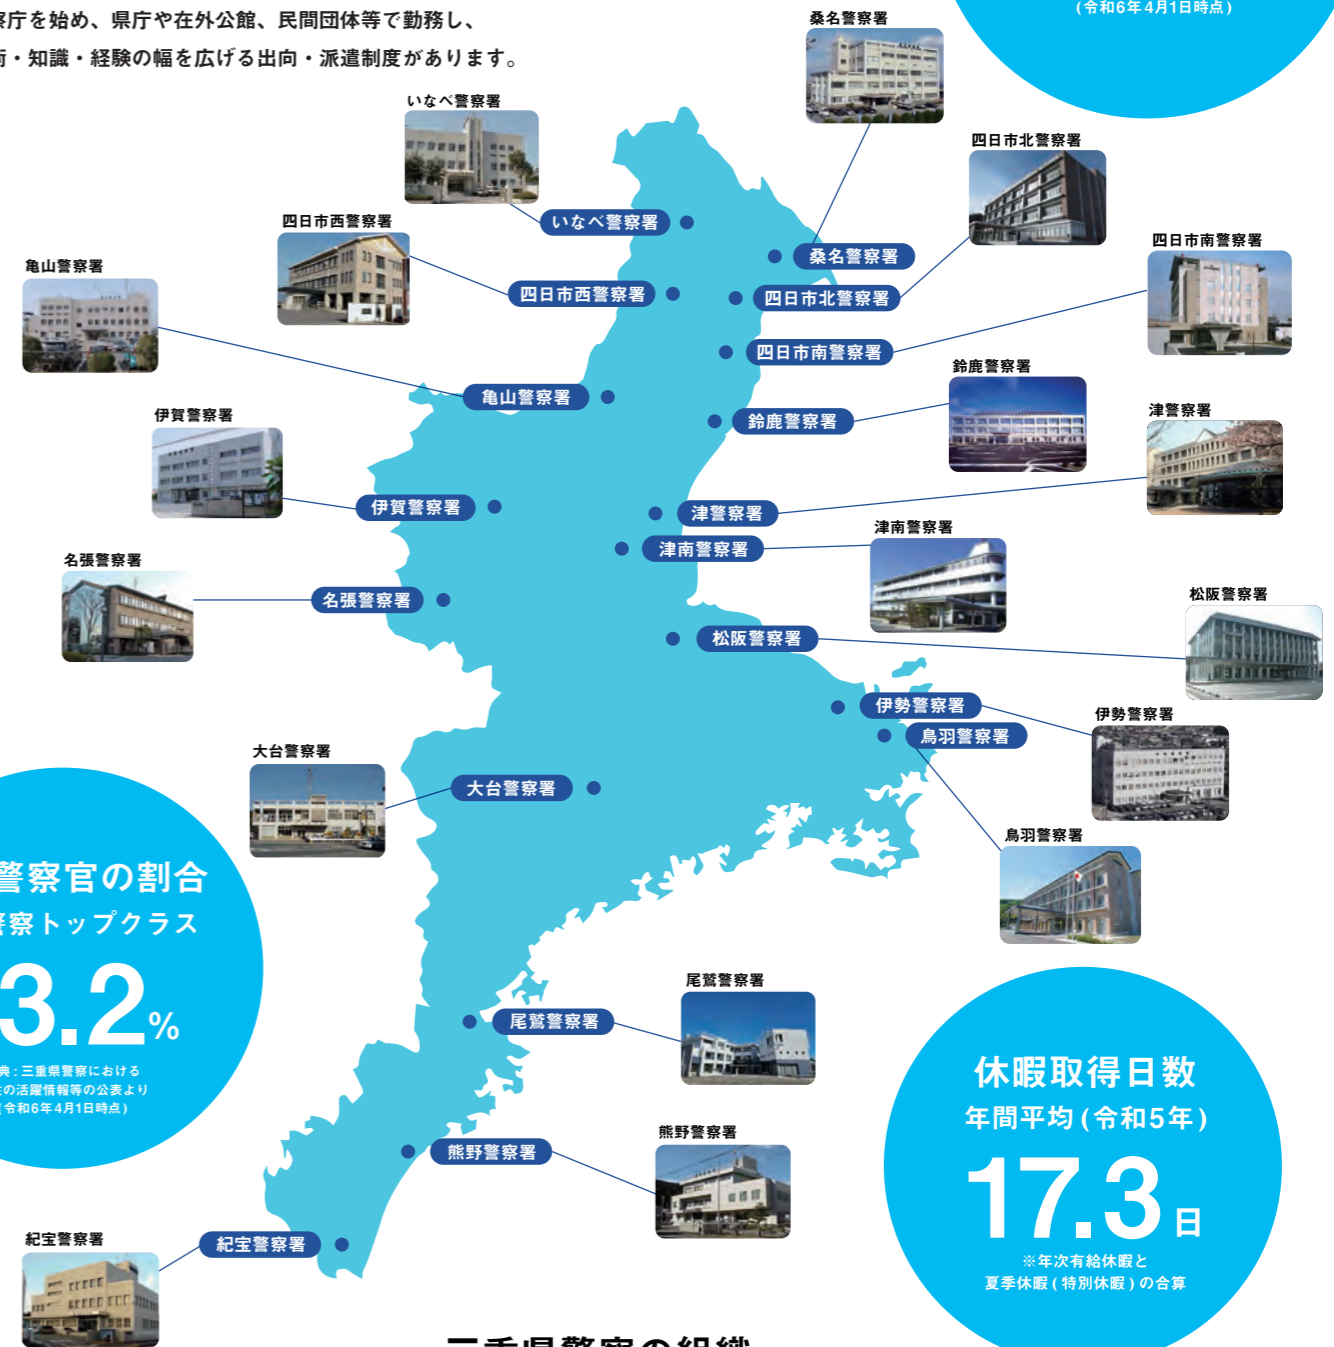 察庁を始め、県庁や在外公館、民間団体等で勤務し、
術・知識・経験の幅を広げる出向・派遣制度があります。
(令和6年4月1日時点)
桑名警察署
いなべ警察署
四日市北警察署
四日市西警察署
いなべ警察署
四日市南警察署
亀山警察署
桑名警察署
四日市西警察署
四日市北警察署
四日市南警察署
鈴鹿警察署
亀山警察署
伊賀警察署
鈴鹿警察署
津警察署
伊賀警察署
津警察署
津南警察署
津南警察署
名張警察署
名張警察署
松阪警察署
松阪警察署
伊勢警察署
伊勢警察署
鳥羽警察署
大台警察署
大台警察署
鳥羽警察署
警察官の割合
警察トップクラス
3.2%
典:三重県警察における
性の活躍情報等の公表より
(令和6年4月1日時点)
尾鷲警察署
尾鷲警察署
休暇取得日数
年間平均(令和5年)
17.3日
※年次有給休暇と
夏季休暇(特別休暇)の合算
熊野警察署
熊野警察署
紀宝警察署
紀宝警察署
三重県警察の組織